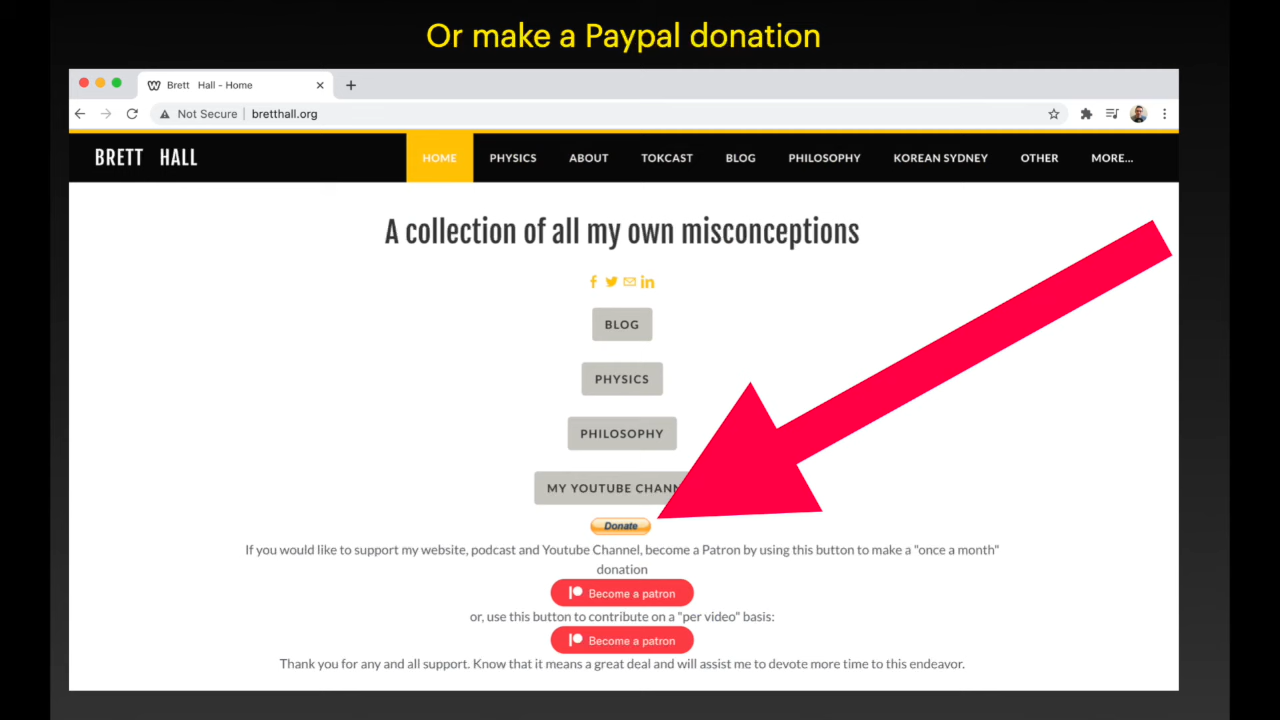 Or make a Paypal donation
Brett Hall - Home
Not Secure | bretthall.org
BRETT HALL
HOME PHYSICS ABOUT TOKCAST BLOG PHILOSOPHY KOREAN SYDNEY OTHER MORE...
A collection of all my own misconceptions
BLOG
PHYSICS
PHILOSOPHY
MY YOUTUBE CHANN
Donate
If you would like to support my website, podcast and Youtube Channel, become a Patron by using this button to make a "once a month"
donation
Become a patron
or, use this button to contribute on a "per video" basis:
Become a patron
Thank you for any and all support. Know that it means a great deal and will assist me to devote more time to this endeavor.